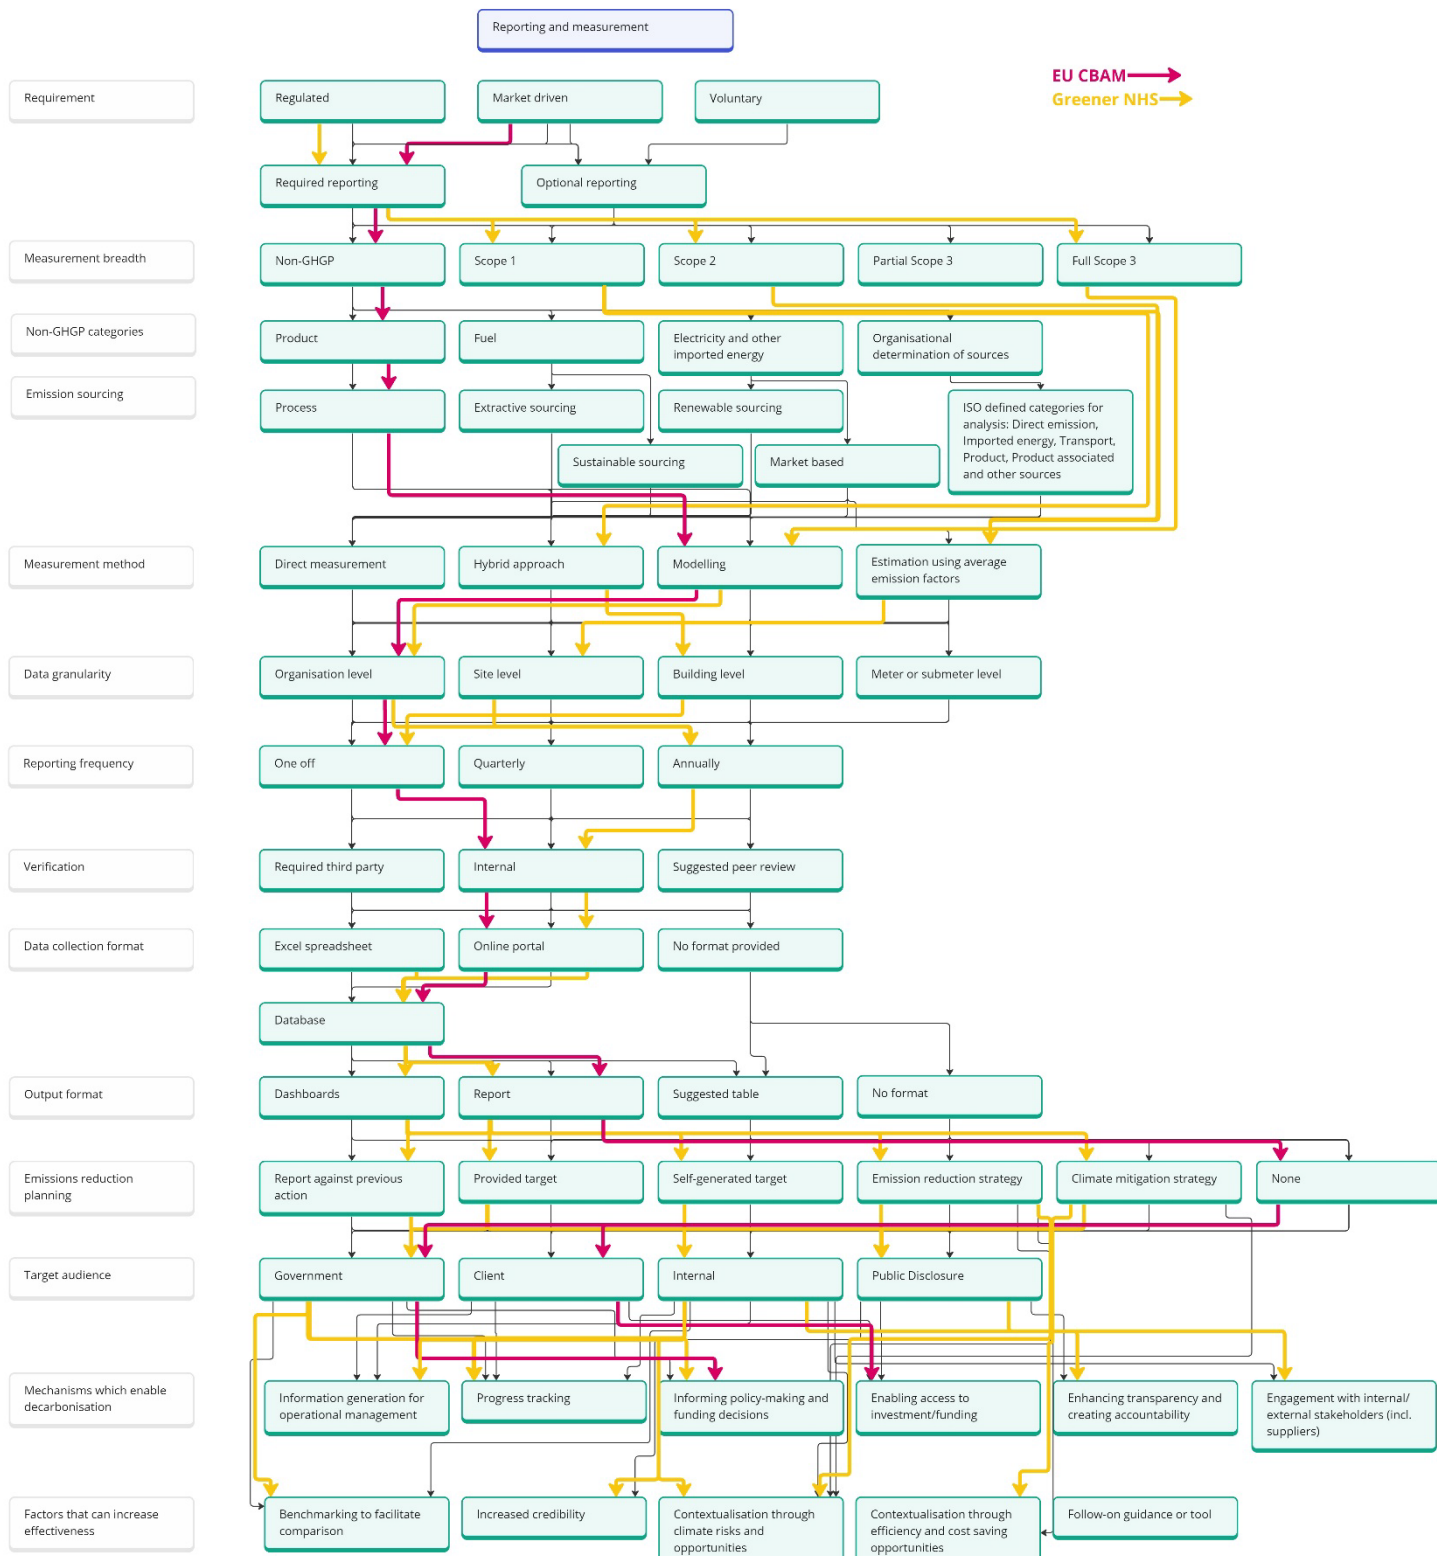 Reporting and measurement
EU CBAM
Greener NHS
Requirement
Regulated
Market driven
Voluntary
Required reporting
Optional reporting
Measurement breadth
Non-GHGP
Scope 1
Scope 2
Partial Scope 3
Full Scope 3
Non-GHGP categories
Product
Fuel
Electricity and other
imported energy
Organisational
determination of sources
Emission sourcing
Process
Extractive sourcing
Renewable sourcing
ISO defined categories for
analysis: Direct emission,
Imported energy, Transport,
Product, Product associated
and other sources
Sustainable sourcing
Market based
Measurement method
Direct measurement
Hybrid approach
Modelling
Estimation using average
emission factors
Data granularity
Organisation level
Site level
Building level
Meter or submeter level
Reporting frequency
One off
Quarterly
Annually
Verification
Required third party
Internal
Suggested peer review
Data collection format
Excel spreadsheet
Online portal
No format provided
Database
Output format
Dashboards
Report
Suggested table
No format
Emissions reduction
planning
Report against previous
action
Provided target
Self-generated target
Emission reduction strategy
Climate mitigation strategy
None
Target audience
Government
Client
Internal
Public Disclosure
Mechanisms which enable
decarbonisation
Information generation for
operational management
Progress tracking
Informing policy-making and
funding decisions
Enabling access to
investment/funding
Enhancing transparency and
creating accountability
Engagement with internal/
external stakeholders (incl.
suppliers)
Factors that can increase
effectiveness
Benchmarking to facilitate
comparison
Increased credibility
Contextualisation through
climate risks and
opportunities
Contextualisation through
efficiency and cost saving
opportunities
Follow-on guidance or tool